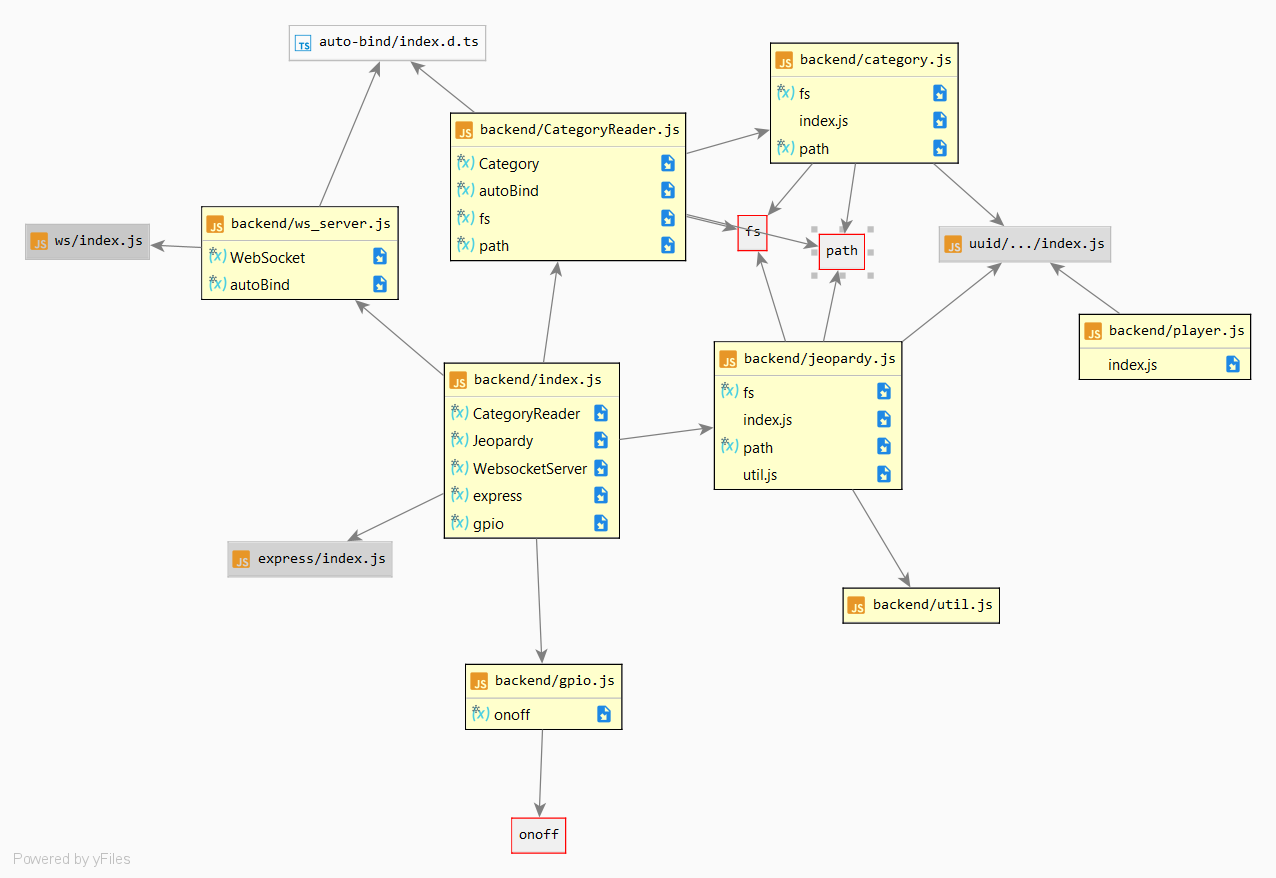 auto-bind/index.d.ts
backend/category.js
fs
index.js
path
backend/CategoryReader.js
Category
autoBind
fs
path
backend/ws_server.js
WebSocket
autoBind
ws/index.js
fs
path
uuid/.../index.js
backend/player.js
index.js
backend/jeopardy.js
fs
index.js
path
util.js
backend/index.js
CategoryReader
Jeopardy
WebsocketServer
express
gpio
express/index.js
backend/util.js
backend/gpio.js
onoff
onoff
Powered by yFiles